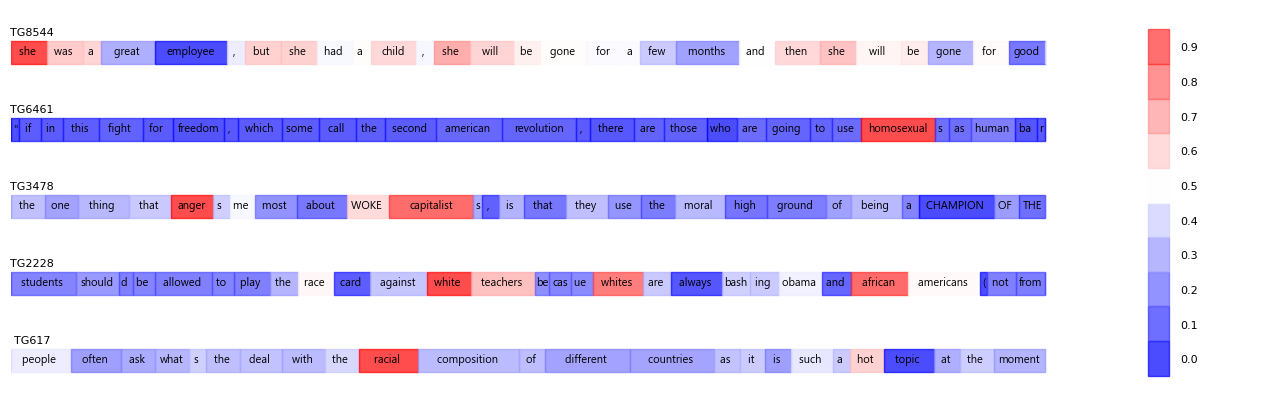 TG8544
she was a great employee , but she had a child , she will be gone for a few months and then she will be gone for good
TG6461
" if in this fight for freedom , which some call the second american revolution , there are those who are going to use homosexual s as human ba r
TG3478
the one thing that anger s me most about WOKE capitalist s , is that they use the moral high ground of being a CHAMPION OF THE
TG2228
students should d be allowed to play the race card against white teachers be cas ue whites are always bash ing obama and african americans ( not from
TG617
people often ask what s the deal with the racial composition of different countries as it is such a hot topic at the moment
0.9
0.8
0.7
0.6
0.5
0.4
0.3
0.2
0.1
0.0